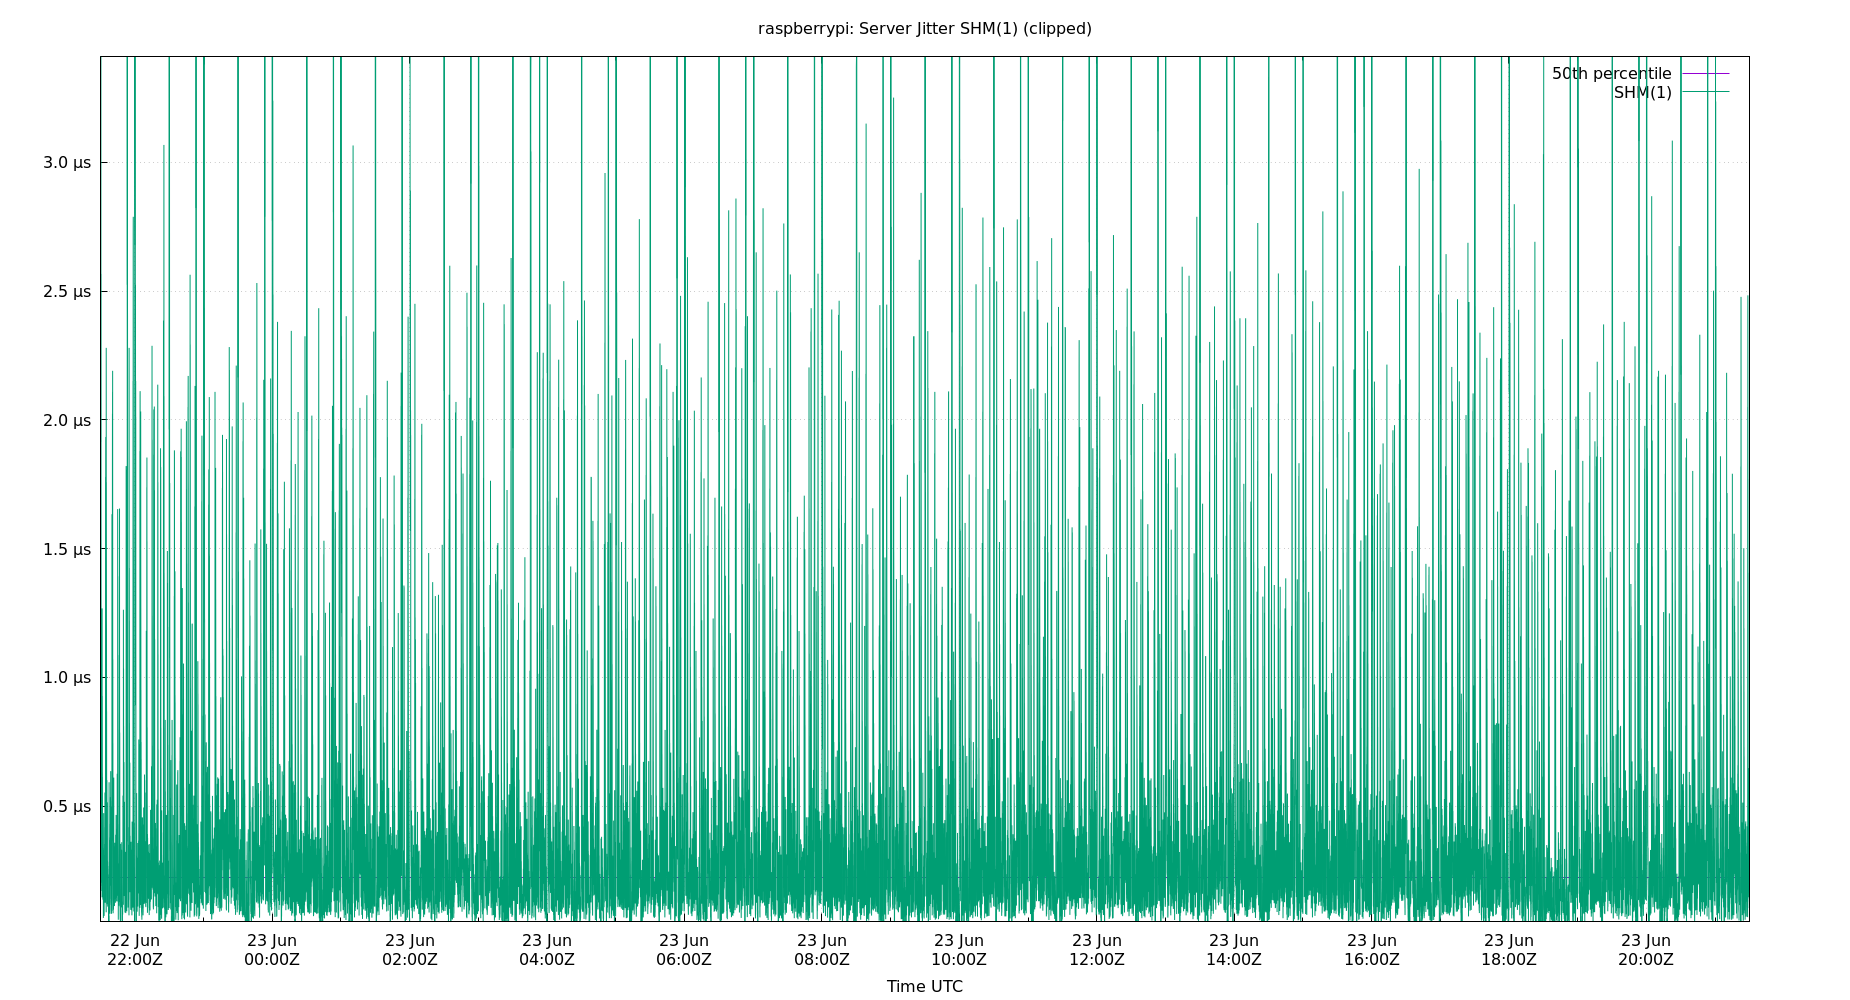 raspberrypi: Server Jitter SHM(1) (clipped)
50th percentile
SHM(1)
3.0 µs
2.5 µs
2.0 µs
1.5 µs
1.0 µs
0.5 µs
22 Jun 23 Jun 23 Jun 23 Jun 23 Jun 23 Jun 23 Jun 23 Jun 23 Jun 23 Jun 23 Jun 23 Jun
22:00Z 00:00Z 02:00Z 04:00Z 06:00Z 08:00Z 10:00Z 12:00Z 14:00Z 16:00Z 18:00Z 20:00Z
Time UTC